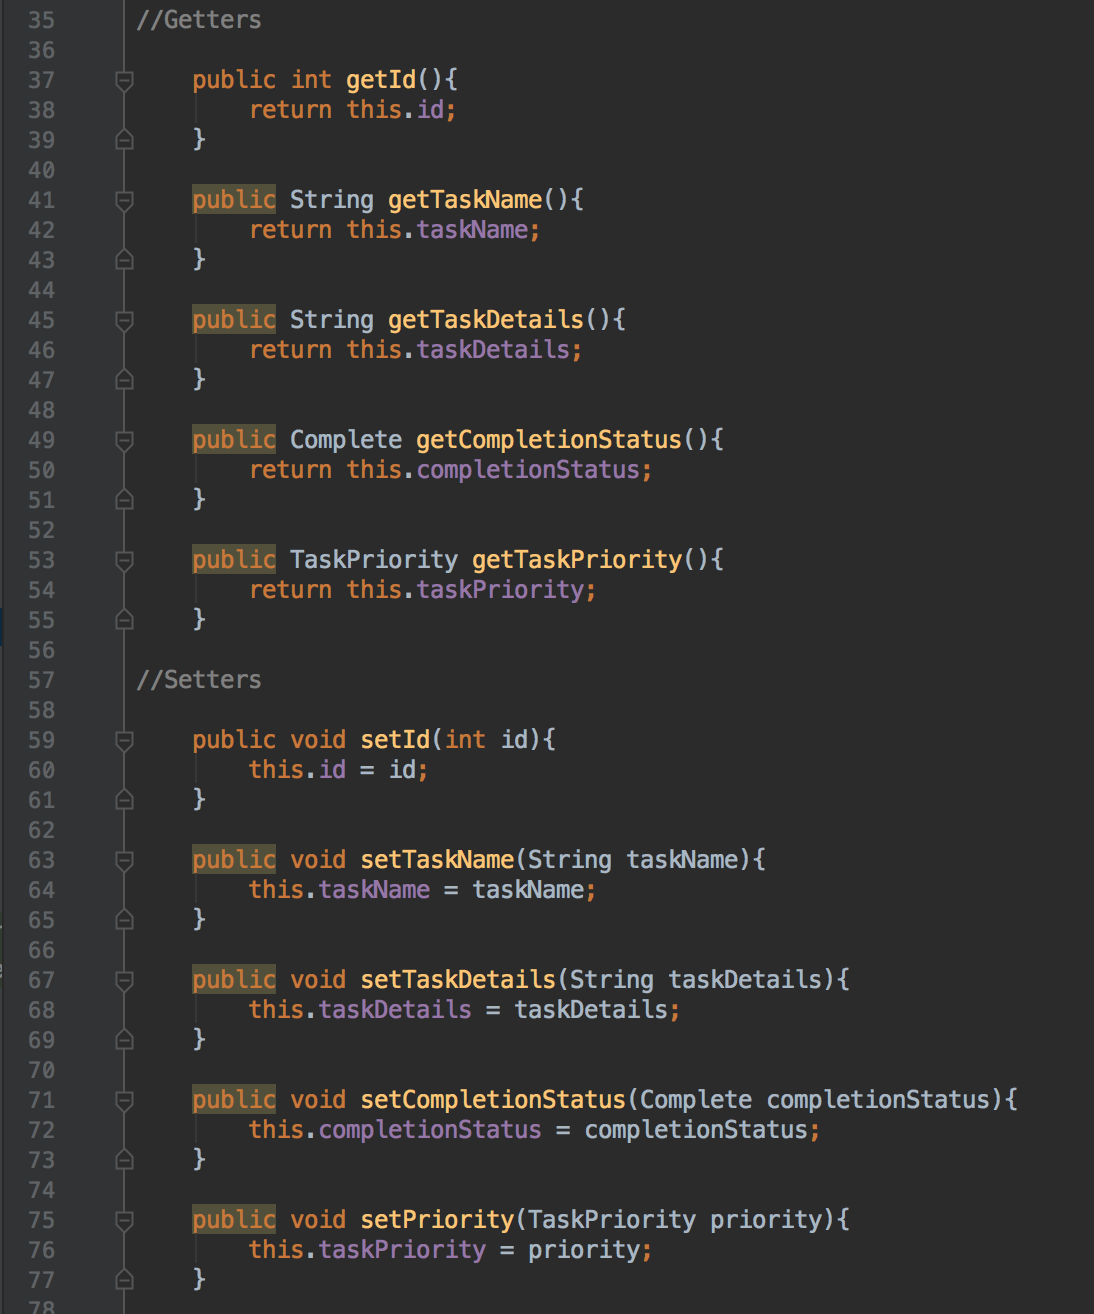 35 //Getters
36
37     public int getId(){
38         return this.id;
39     }
40
41     public String getTaskName(){
42         return this.taskName;
43     }
44
45     public String getTaskDetails(){
46         return this.taskDetails;
47     }
48
49     public Complete getCompletionStatus(){
50         return this.completionStatus;
51     }
52
53     public TaskPriority getTaskPriority(){
54         return this.taskPriority;
55     }
56
57 //Setters
58
59     public void setId(int id){
60         this.id = id;
61     }
62
63     public void setTaskName(String taskName){
64         this.taskName = taskName;
65     }
66
67     public void setTaskDetails(String taskDetails){
68         this.taskDetails = taskDetails;
69     }
70
71     public void setCompletionStatus(Complete completionStatus){
72         this.completionStatus = completionStatus;
73     }
74
75     public void setPriority(TaskPriority priority){
76         this.taskPriority = priority;
77     }
78